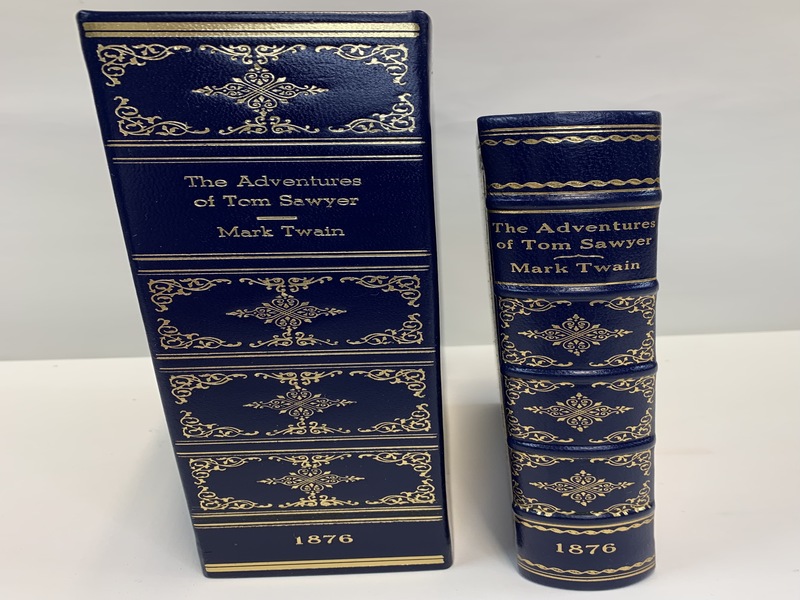 The Adventures
of Tom Sawyer
Mark Twain
1876
The Adventures
of Tom Sawyer
Mark Twain
1876